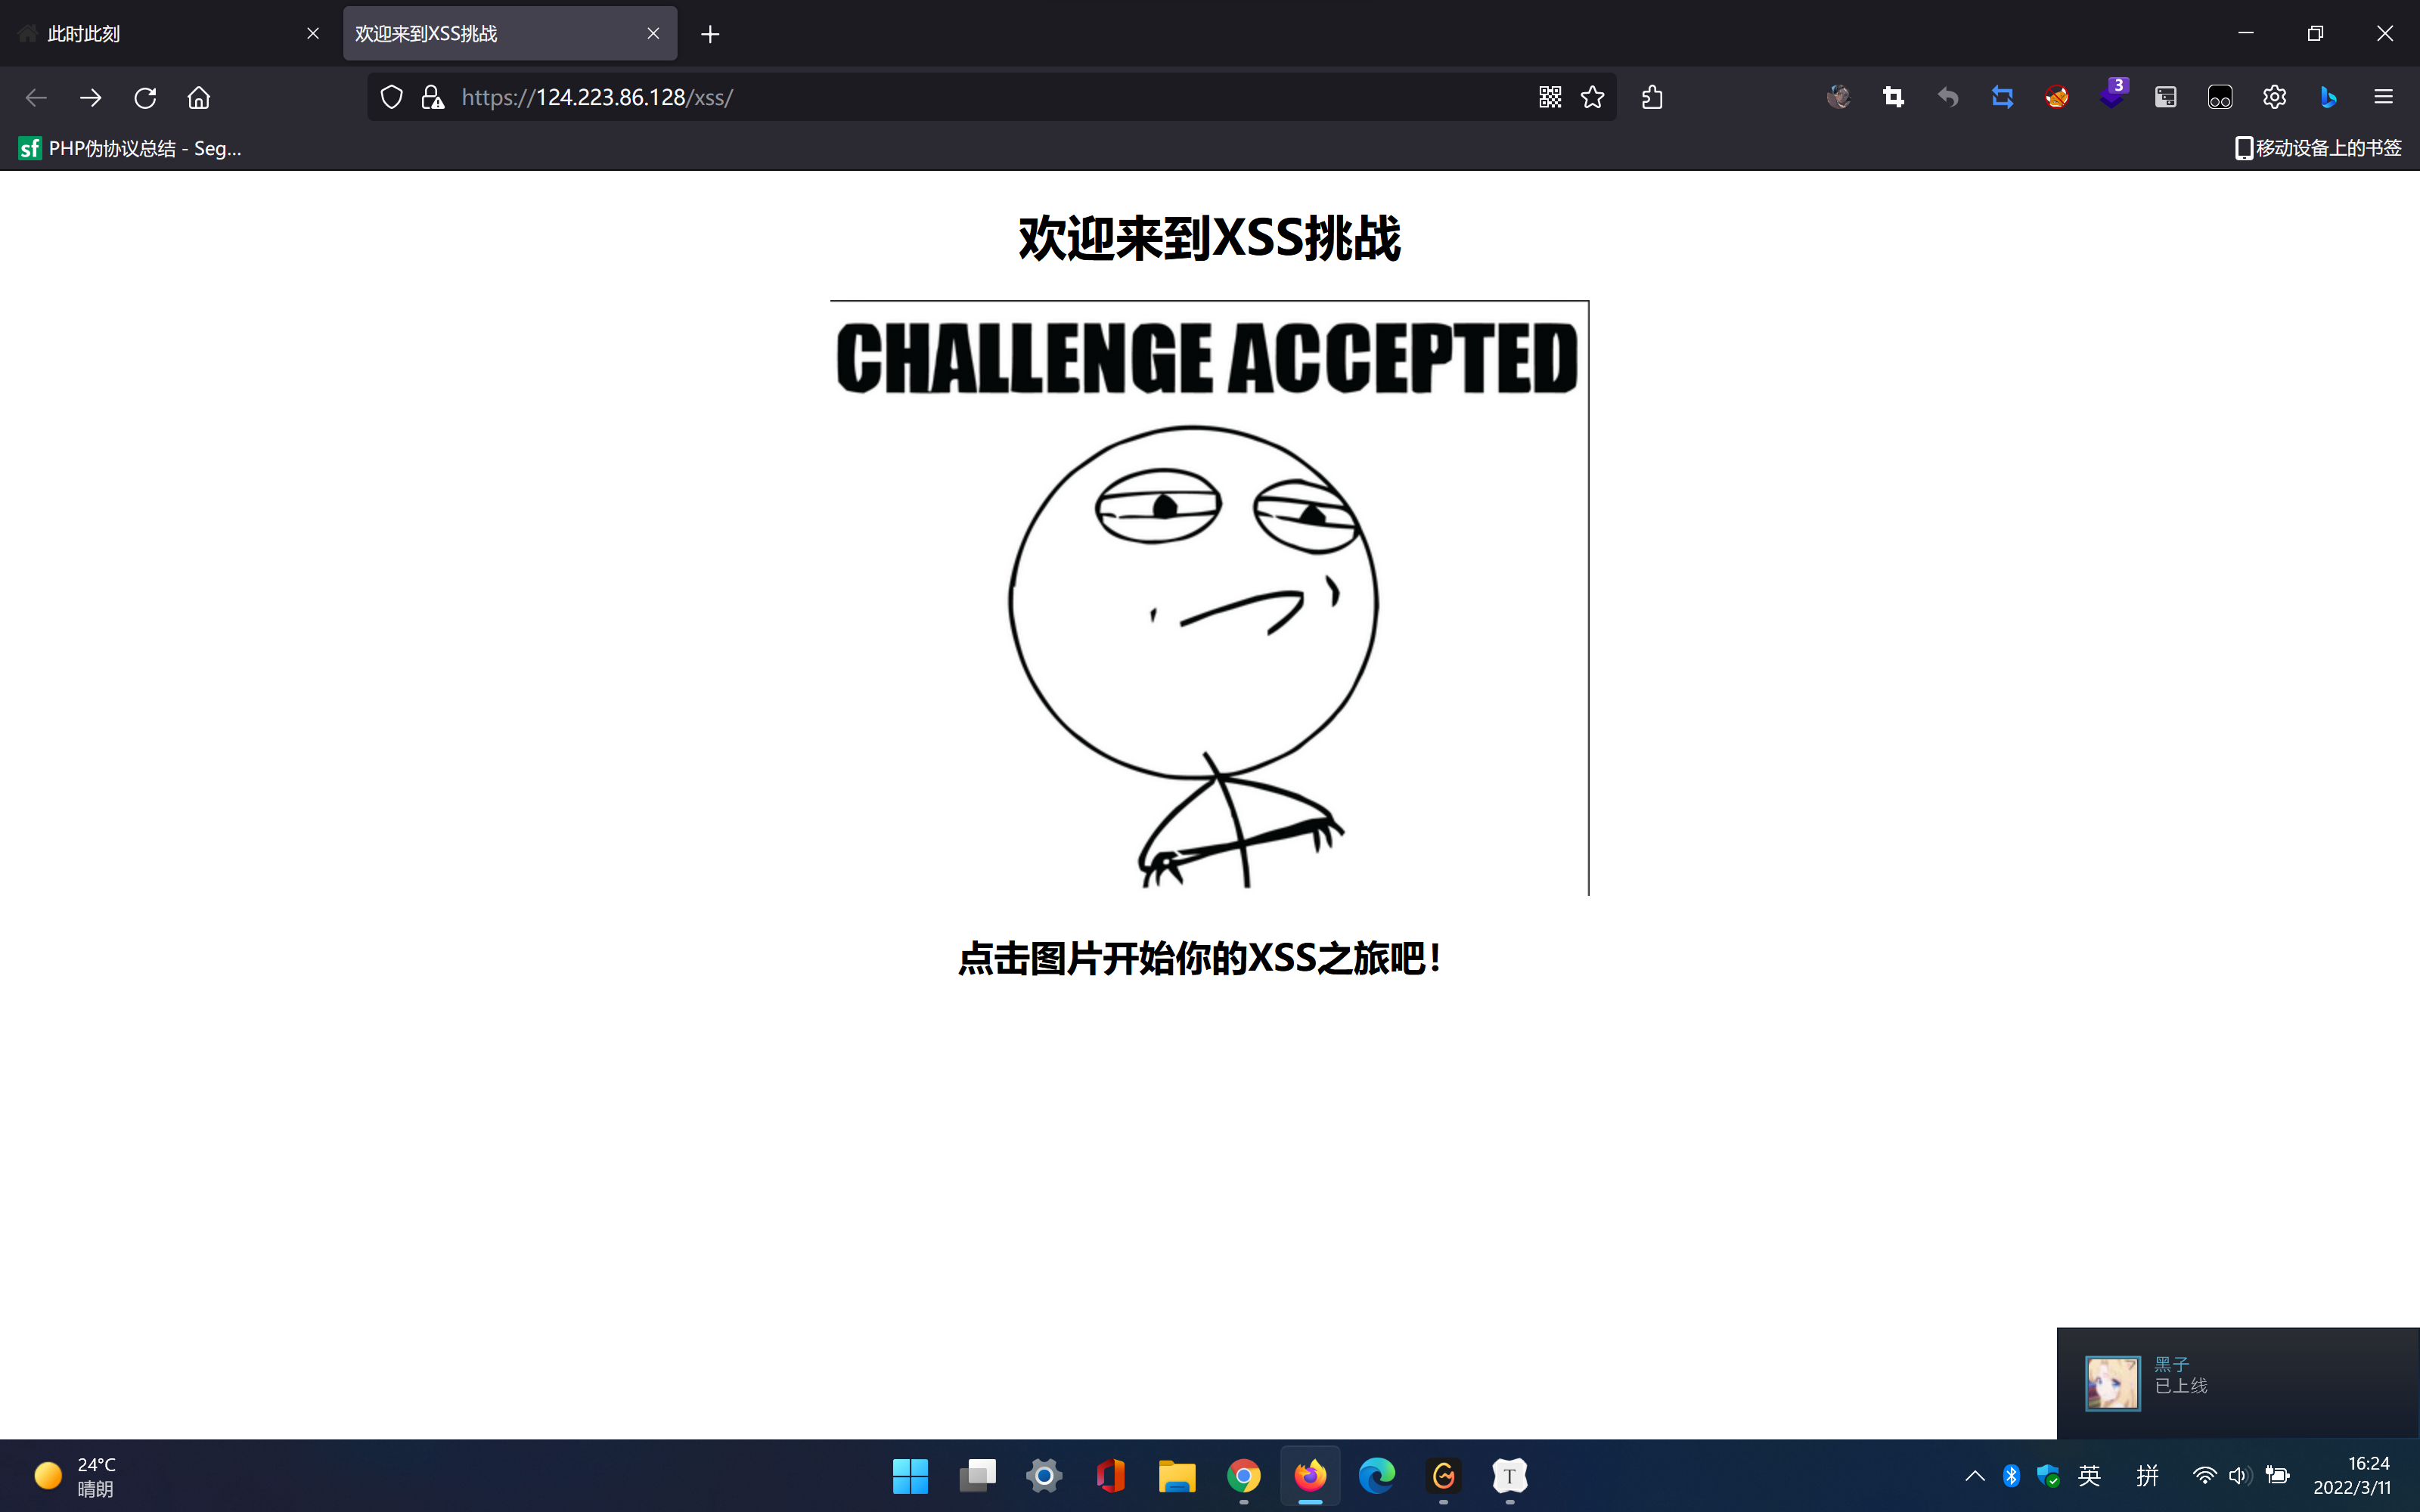 此时此刻
欢迎来到XSS挑战
https://124.223.86.128/xss/
3
sf PHP伪协议总结 - Seg...
移动设备上的书签
欢迎来到XSS挑战
CHALLENGE ACCEPTED
点击图片开始你的XSS之旅吧！
黑子
已上线
24°C
晴朗
T
英
拼
16:24
2022/3/11